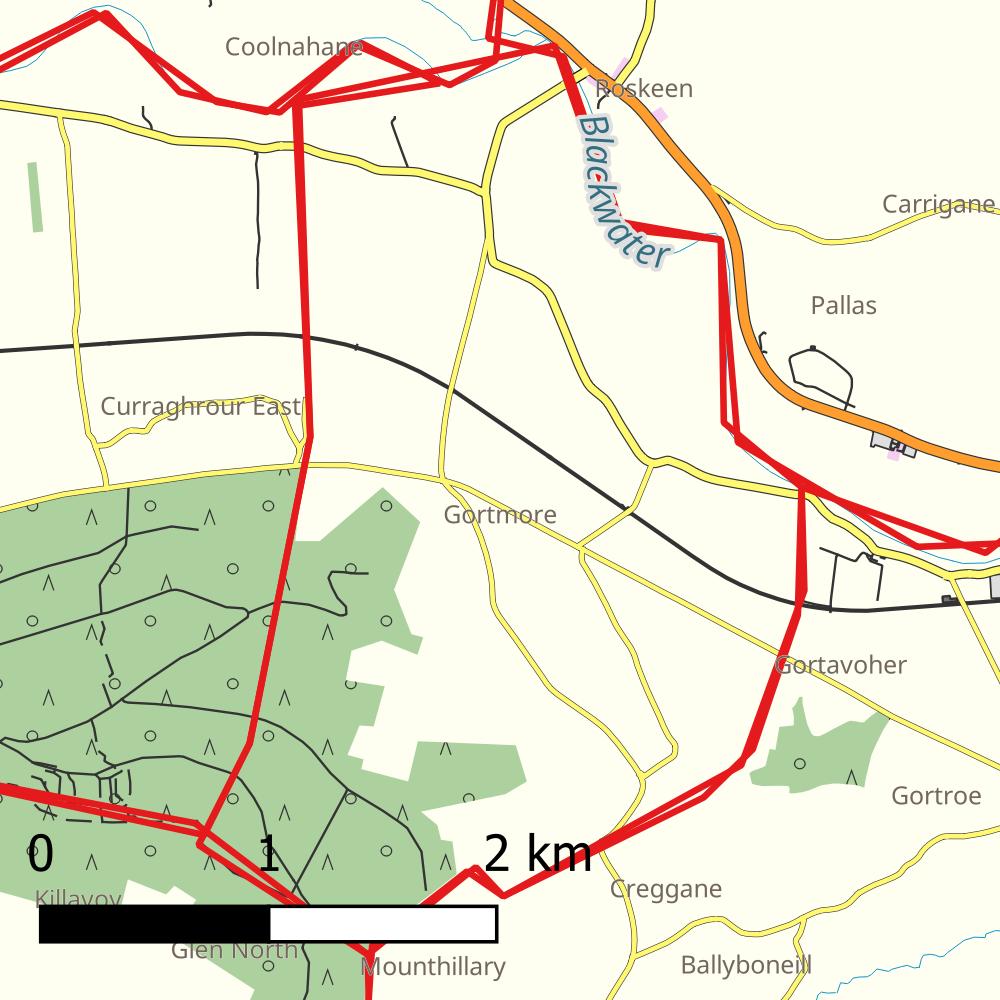 Coolnahane
Roskeen
Blackwater
Carrigane
Pallas
Curraghrour East
Gortmore
Gortavoher
Gortroe
0 1 2 km
Creggane
Killavoy
Glen North
Mounthillary
Ballyboneill